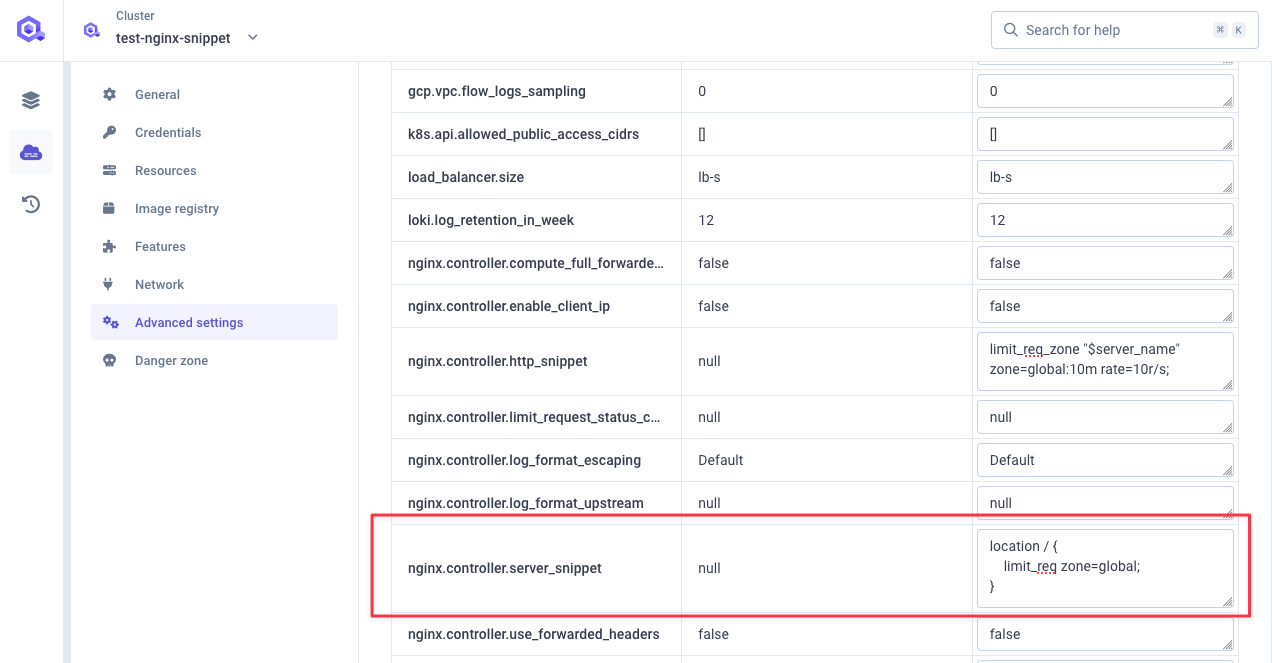 Cluster
test-nginx-snippet
Search for help
⌘ K
General
Credentials
Resources
Image registry
Features
Network
Advanced settings
Danger zone
gcp.vpc.flow_logs_sampling 0 0
k8s.api.allowed_public_access_cidrs [] []
load_balancer.size lb-s lb-s
loki.log_retention_in_week 12 12
nginx.controller.compute_full_forwarde... false false
nginx.controller.enable_client_ip false false
nginx.controller.http_snippet null
limit_req_zone "$server_name"
zone=global:10m rate=10r/s;
nginx.controller.limit_request_status_c... null null
nginx.controller.log_format_escaping Default Default
nginx.controller.log_format_upstream null null
nginx.controller.server_snippet null
location / {
limit_req zone=global;
}
nginx.controller.use_forwarded_headers false false